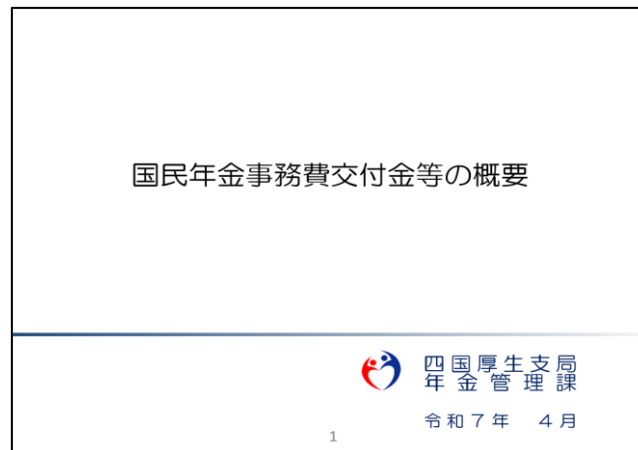 国民年金事務費交付金等の概要
四国厚生支局
年金管理課
令和７年　４月
1